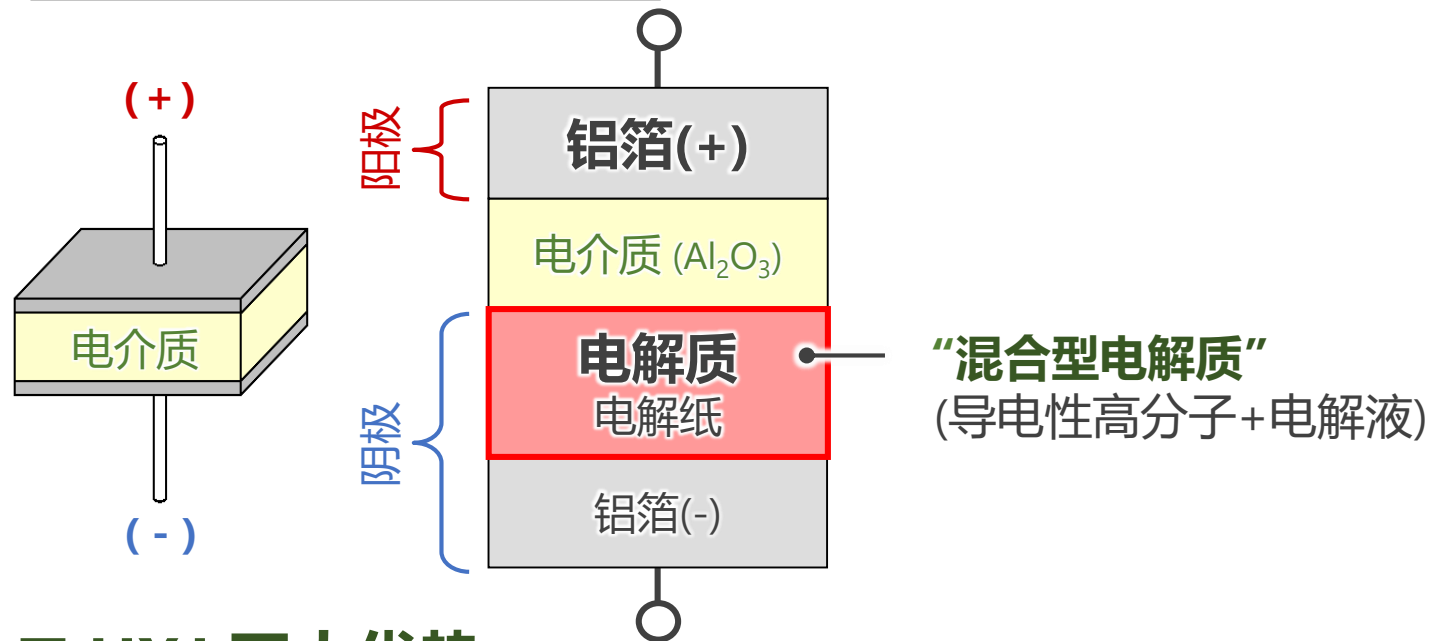 (+)
电介质
(-)
阳极
铝箔(+)
电介质 (Al₂O₃)
阴极
电解质
电解纸
铝箔(-)
“混合型电解质”
(导电性高分子+电解液)